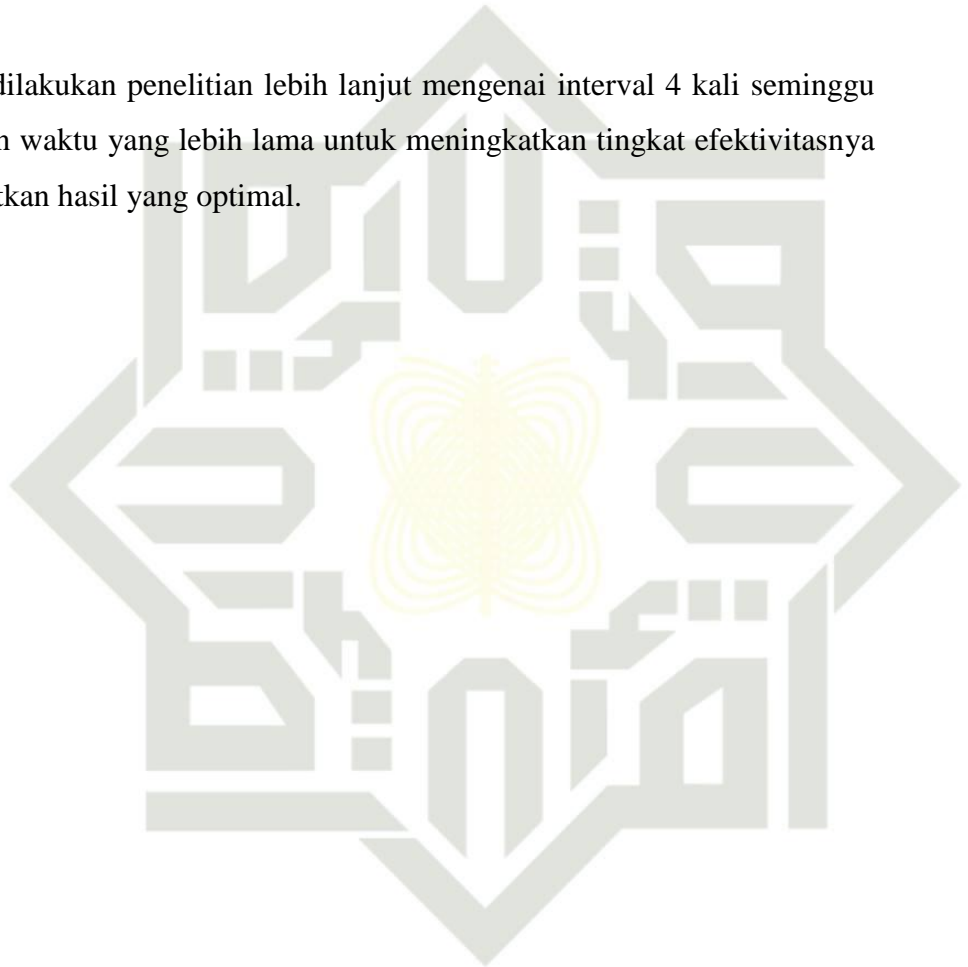 dilakukan penelitian lebih lanjut mengenai interval 4 kali seminggu
waktu yang lebih lama untuk meningkatkan tingkat efektivitasnya
hasil yang optimal.